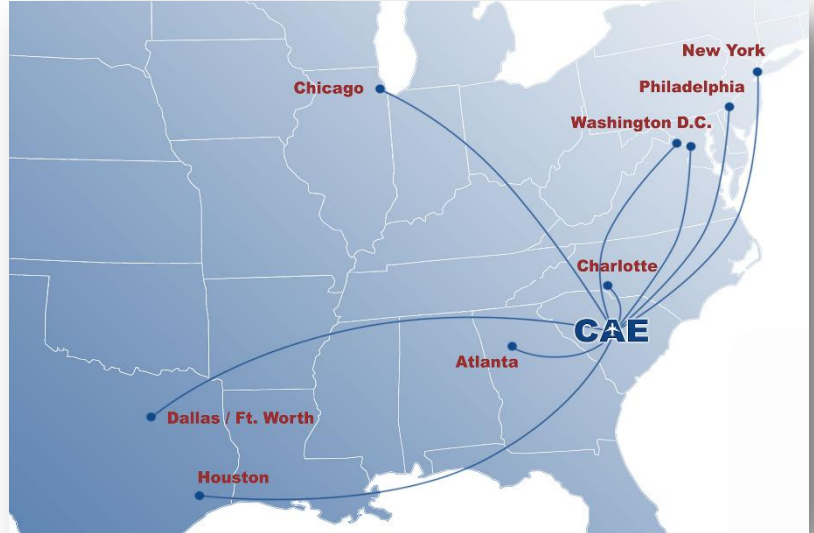 New York
Chicago
Philadelphia
Washington D.C.
Charlotte
CAE
Atlanta
Dallas / Ft. Worth
Houston